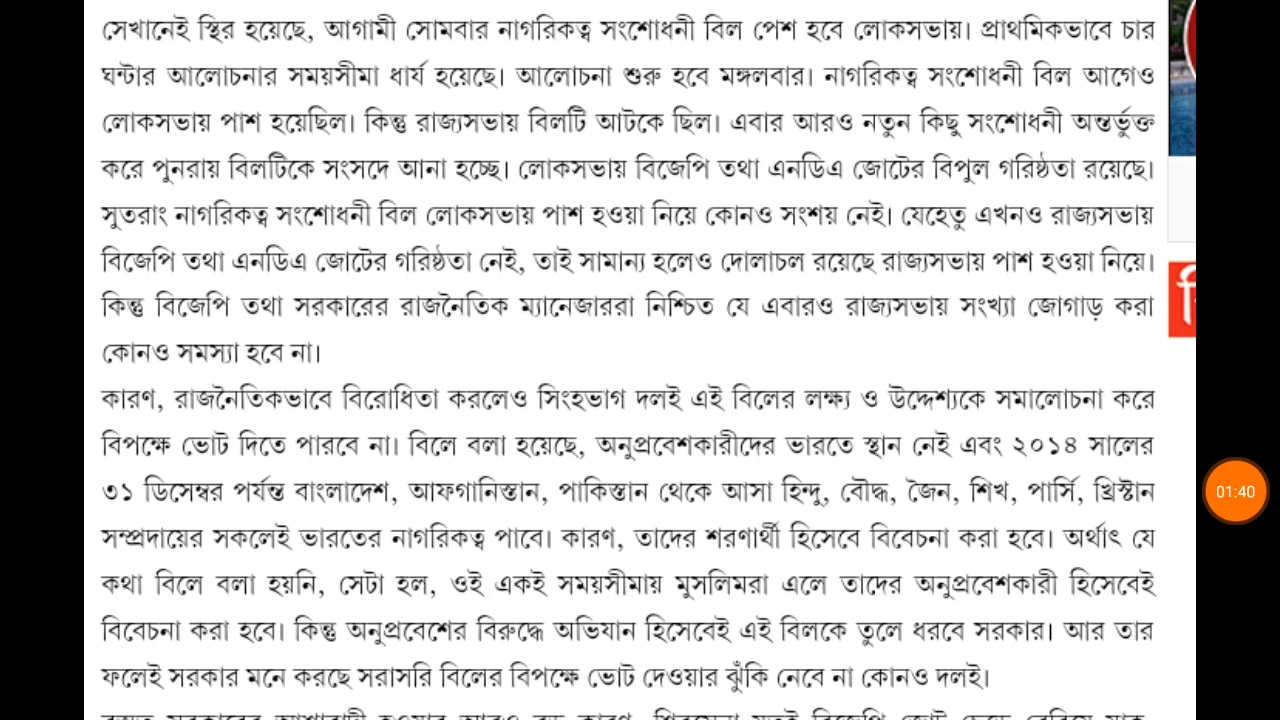 সেখানেই স্থির হয়েছে, আগামী সোমবার নাগরিকত্ব সংশোধনী বিল পেশ হবে লোকসভায়। প্রাথমিকভাবে চার
ঘন্টার আলোচনার সময়সীমা ধার্য হয়েছে। আলোচনা শুরু হবে মঙ্গলবার। নাগরিকত্ব সংশোধনী বিল আগেও
লোকসভায় পাশ হয়েছিল। কিন্তু রাজ্যসভায় বিলটি আটকে ছিল। এবার আরও নতুন কিছু সংশোধনী অন্তর্ভুক্ত
করে পুনরায় বিলটিকে সংসদে আনা হচ্ছে। লোকসভায় বিজেপি তথা এনডিএ জোটের বিপুল গরিষ্ঠতা রয়েছে।
সুতরাং নাগরিকত্ব সংশোধনী বিল লোকসভায় পাশ হওয়া নিয়ে কোনও সংশয় নেই। যেহেতু এখনও রাজ্যসভায়
বিজেপি তথা এনডিএ জোটের গরিষ্ঠতা নেই, তাই সামান্য হলেও দোলাচল রয়েছে রাজ্যসভায় পাশ হওয়া নিয়ে।
কিন্তু বিজেপি তথা সরকারের রাজনৈতিক ম্যানেজাররা নিশ্চিত যে এবারও রাজ্যসভায় সংখ্যা জোগাড় করা
কোনও সমস্যা হবে না।
কারণ, রাজনৈতিকভাবে বিরোধিতা করলেও সিংহভাগ দলই এই বিলের লক্ষ্য ও উদ্দেশ্যকে সমালোচনা করে
বিপক্ষে ভোট দিতে পারবে না। বিলে বলা হয়েছে, অনুপ্রবেশকারীদের ভারতে স্থান নেই এবং ২০১৪ সালের
৩১ ডিসেম্বর পর্যন্ত বাংলাদেশ, আফগানিস্তান, পাকিস্তান থেকে আসা হিন্দু, বৌদ্ধ, জৈন, শিখ, পার্সি, খ্রিস্টান
সম্প্রদায়ের সকলেই ভারতের নাগরিকত্ব পাবে। কারণ, তাদের শরণার্থী হিসেবে বিবেচনা করা হবে। অর্থাৎ যে
কথা বিলে বলা হয়নি, সেটা হল, ওই একই সময়সীমায় মুসলিমরা এলে তাদের অনুপ্রবেশকারী হিসেবেই
বিবেচনা করা হবে। কিন্তু অনুপ্রবেশের বিরুদ্ধে অভিযান হিসেবেই এই বিলকে তুলে ধরবে সরকার। আর তার
ফলেই সরকার মনে করছে সরাসরি বিলের বিপক্ষে ভোট দেওয়ার ঝুঁকি নেবে না কোনও দলই।
01:40